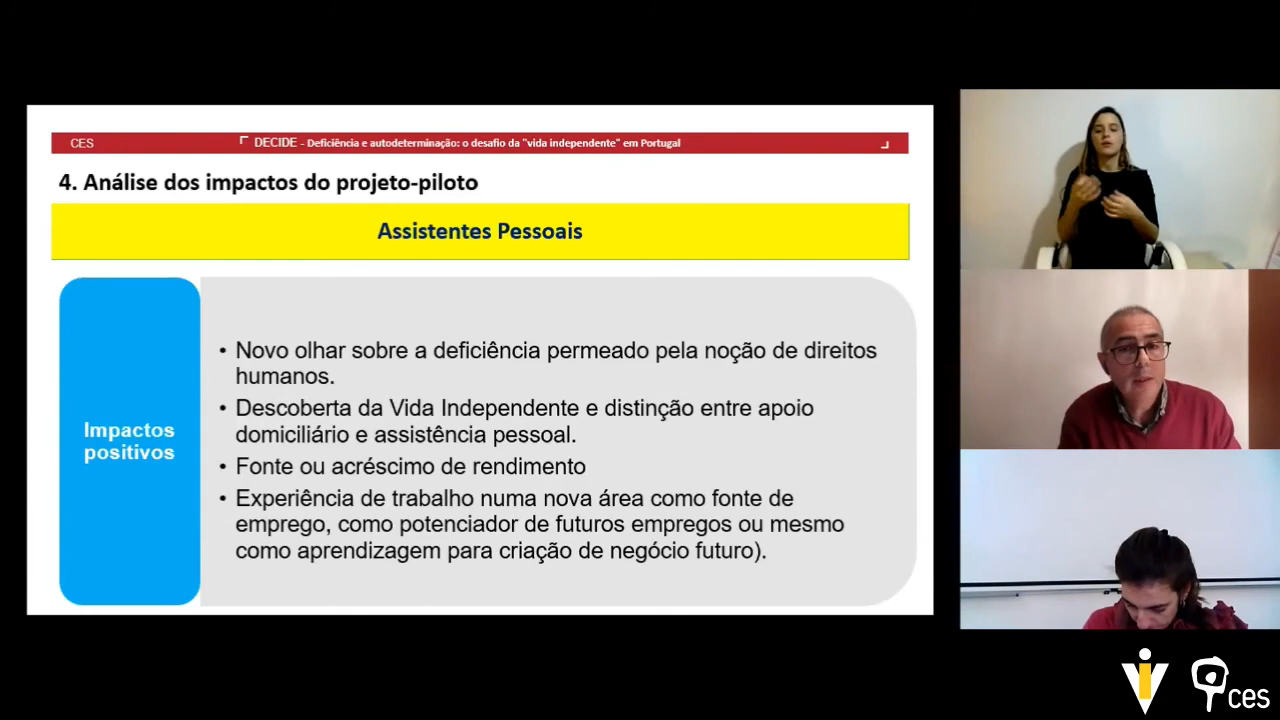 CES
DECIDE - Deficiência e autodeterminação: o desafio da "vida independente" em Portugal
4. Análise dos impactos do projeto-piloto
Assistentes Pessoais
Impactos
positivos
• Novo olhar sobre a deficiência permeado pela noção de direitos
humanos.
• Descoberta da Vida Independente e distinção entre apoio
domiciliário e assistência pessoal.
• Fonte ou acréscimo de rendimento
• Experiência de trabalho numa nova área como fonte de
emprego, como potenciador de futuros empregos ou mesmo
como aprendizagem para criação de negócio futuro).
iv
ces